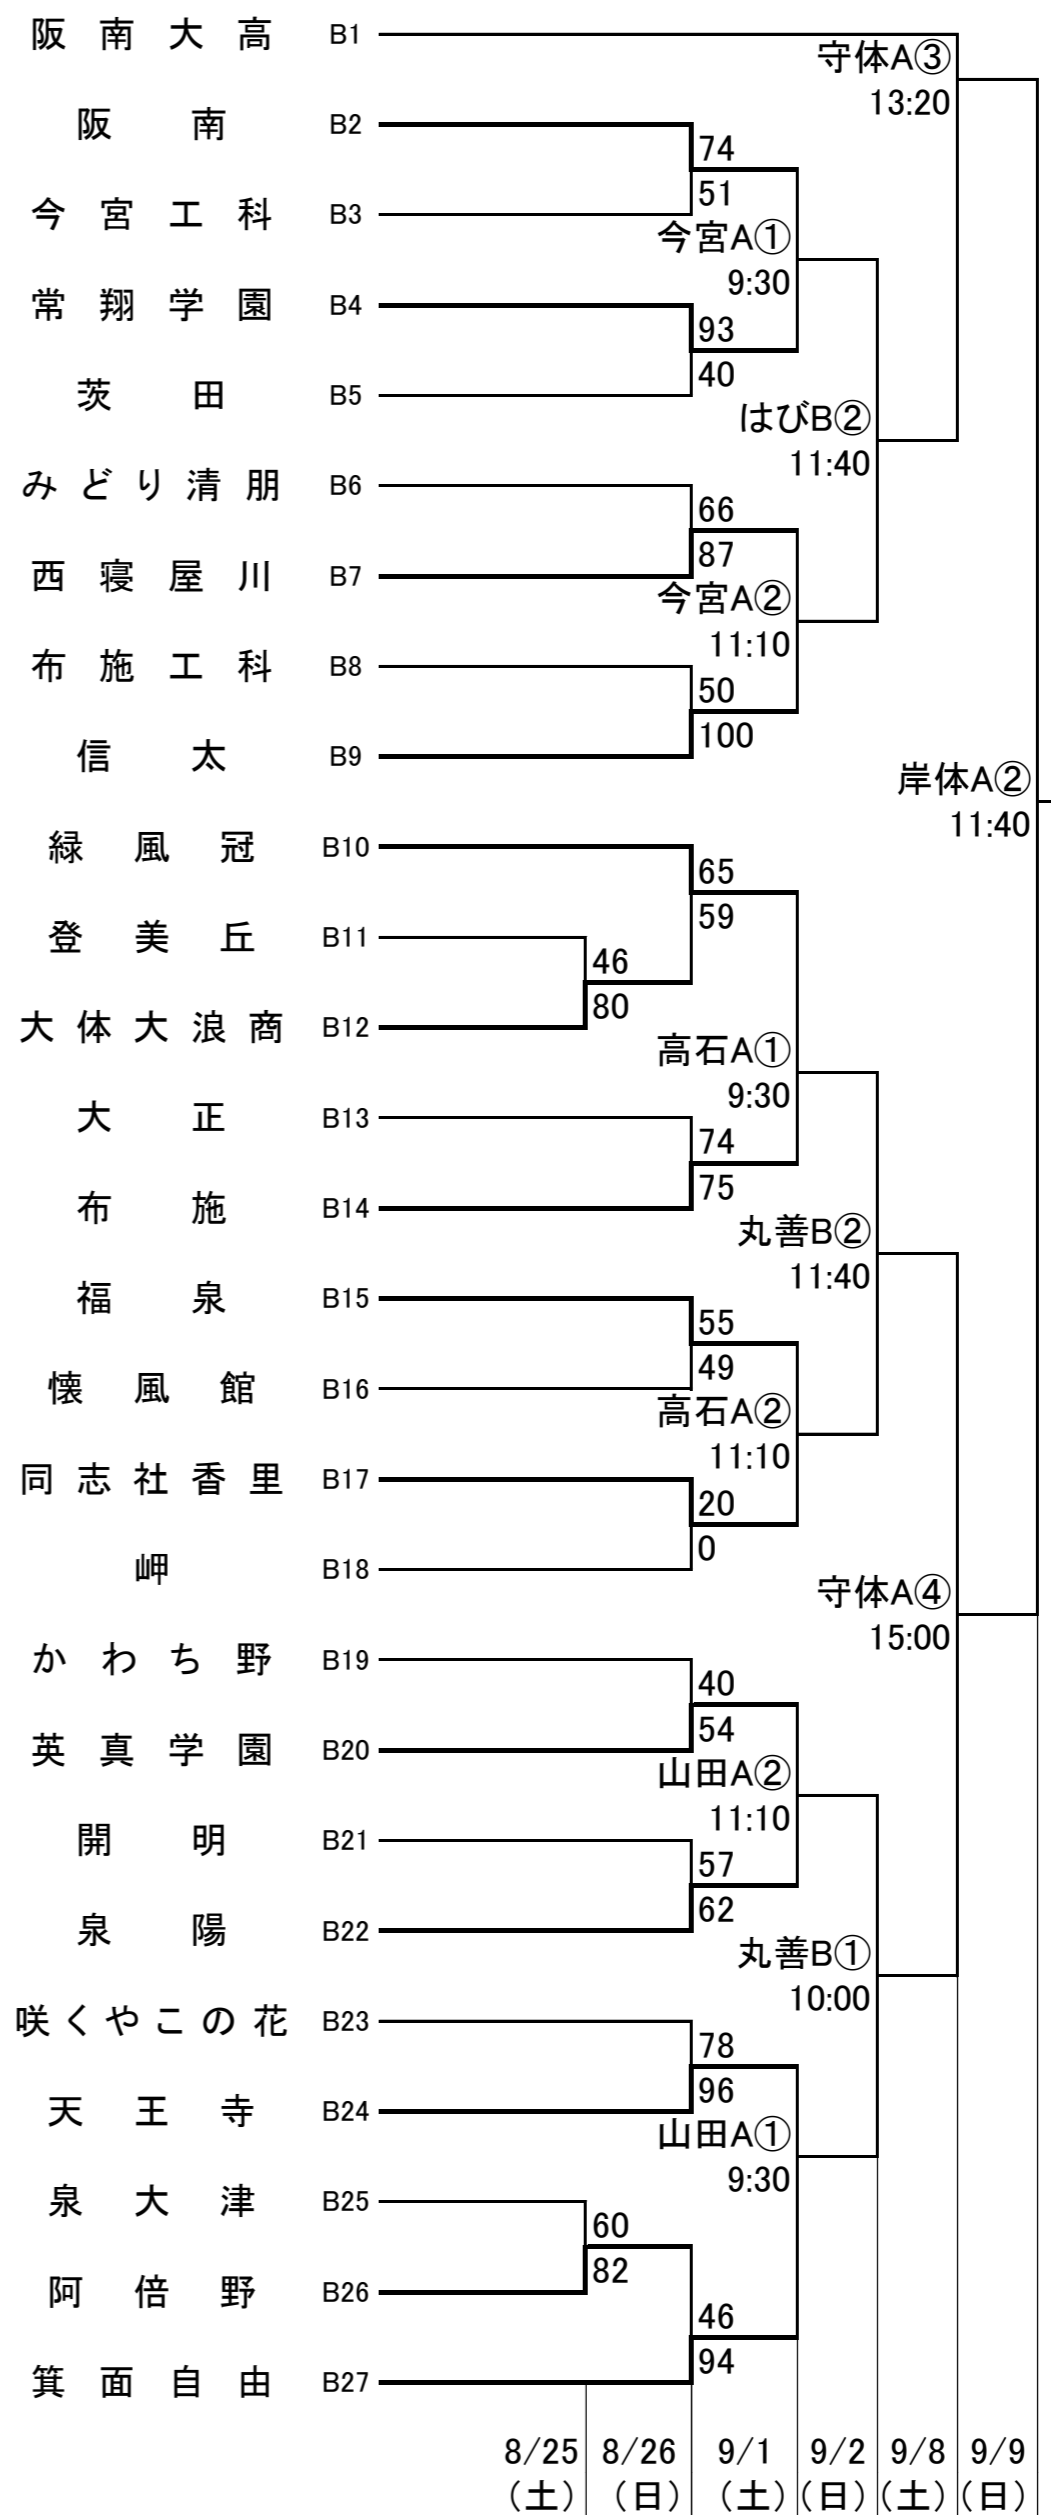 阪南大高 B1
守体A③
13:20
阪南 B2
74
51
今宮工科 B3
今宮A①
9:30
常翔学園 B4
93
40
茨田 B5
はびB②
11:40
みどり清朋 B6
66
87
西寝屋川 B7
今宮A②
11:10
布施工科 B8
50
100
信太 B9
岸体A②
11:40
緑風冠 B10
65
59
登美丘 B11
46
80
大体大浪商 B12
高石A①
9:30
大正 B13
74
75
布施 B14
丸善B②
11:40
福泉 B15
55
49
懐風館 B16
高石A②
11:10
同志社香里 B17
20
0
岬 B18
守体A④
15:00
かわち野 B19
40
54
英真学園 B20
山田A②
11:10
開明 B21
57
62
泉陽 B22
丸善B①
10:00
咲くやこの花 B23
78
96
天王寺 B24
山田A①
9:30
泉大津 B25
60
82
阿倍野 B26
46
94
箕面自由 B27
8/25 8/26 9/1 9/2 9/8 9/9
(土) (日) (土) (日) (土) (日)